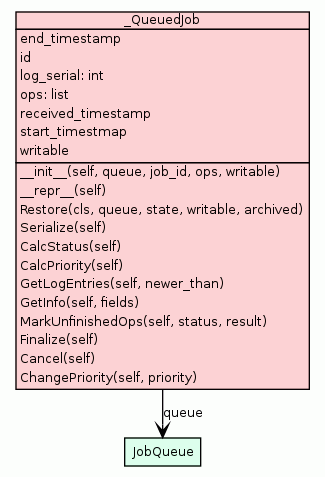 _QueuedJob
end_timestamp
id
log_serial: int
ops: list
received_timestamp
start_timestmap
writable
__init__(self, queue, job_id, ops, writable)
__repr__(self)
Restore(cls, queue, state, writable, archived)
Serialize(self)
CalcStatus(self)
CalcPriority(self)
GetLogEntries(self, newer_than)
GetInfo(self, fields)
MarkUnfinishedOps(self, status, result)
Finalize(self)
Cancel(self)
ChangePriority(self, priority)
queue
JobQueue